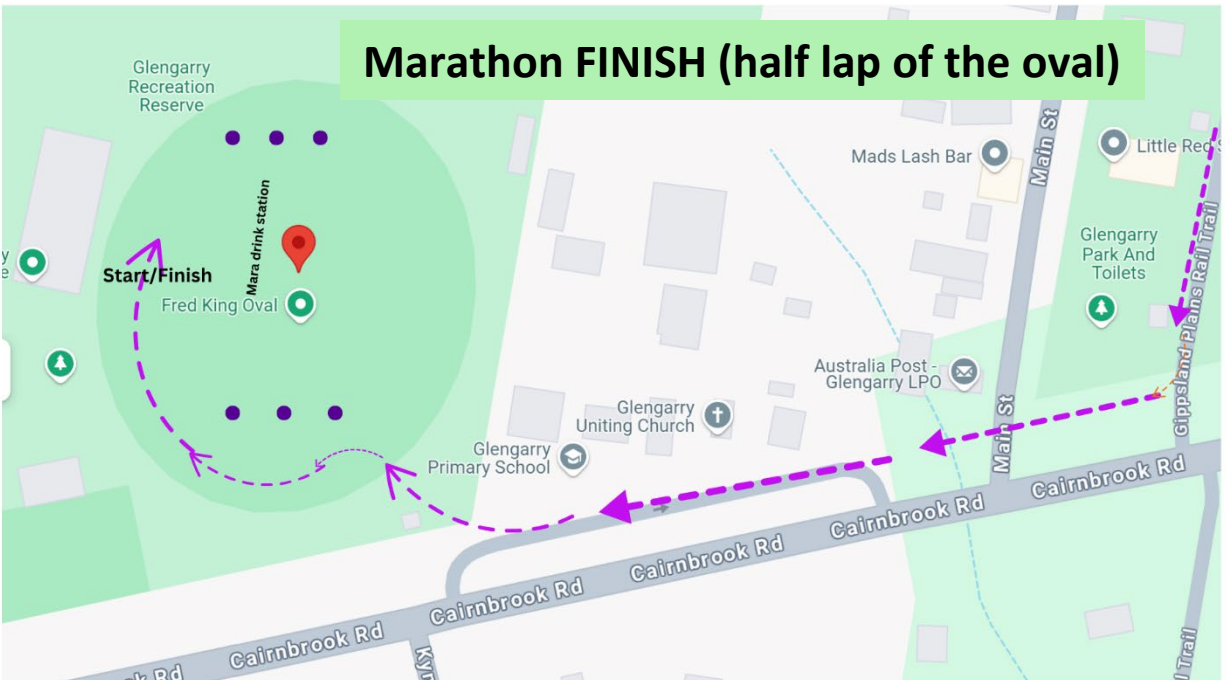 Marathon FINISH (half lap of the oval)
Glengarry
Recreation
Reserve
Mads Lash Bar
Main St
Little Red
Mara drink station
Glengarry
Park And
Toilets
Gippsland Plains Rail Trail
Start/Finish
Fred King Oval
Australia Post -
Glengarry LPO
Glengarry
Uniting Church
Glengarry
Primary School
Main St
Cairnbrook Rd
Cairnbrook Rd
Cairnbrook Rd
Cairnbrook Rd
Cairnbrook Rd
Rd
Trail